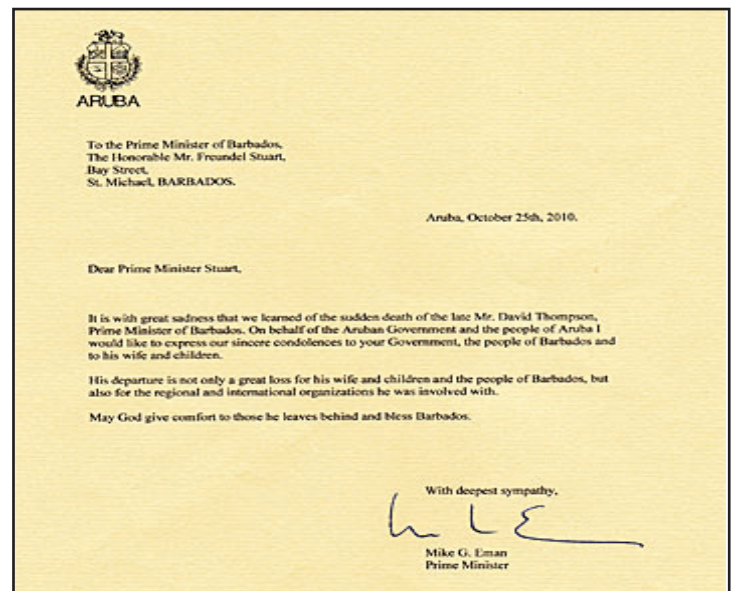 ARUBA
To the Prime Minister of Barbados,
The Honorable Mr. Freundel Stuart,
Bay Street,
St. Michael, BARBADOS.
Aruba, October 25th, 2010.
Dear Prime Minister Stuart,
It is with great sadness that we learned of the sudden death of the late Mr. David Thompson,
Prime Minister of Barbados. On behalf of the Aruban Government and the people of Aruba I
would like to express our sincere condolences to your Government, the people of Barbados and
to his wife and children.
His departure is not only a great loss for his wife and children and the people of Barbados, but
also for the regional and international organizations he was involved with.
May God give comfort to those he leaves behind and bless Barbados.
With deepest sympathy,
Mike G. Eman
Prime Minister